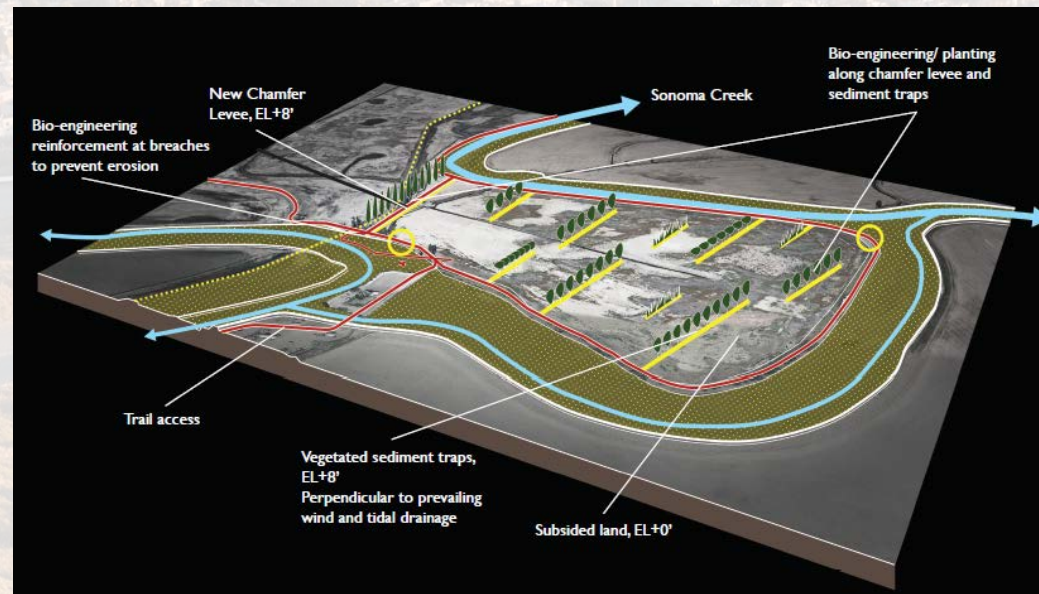 Bio-engineering/ planting
along chamfer levee and
sediment traps
New Chamfer
Levee, EL+8'
Sonoma Creek
Bio-engineering
reinforcement at breaches
to prevent erosion
Trail access
Vegetated sediment traps,
EL+8'
Perpendicular to prevailing
wind and tidal drainage
Subsided land, EL+0'